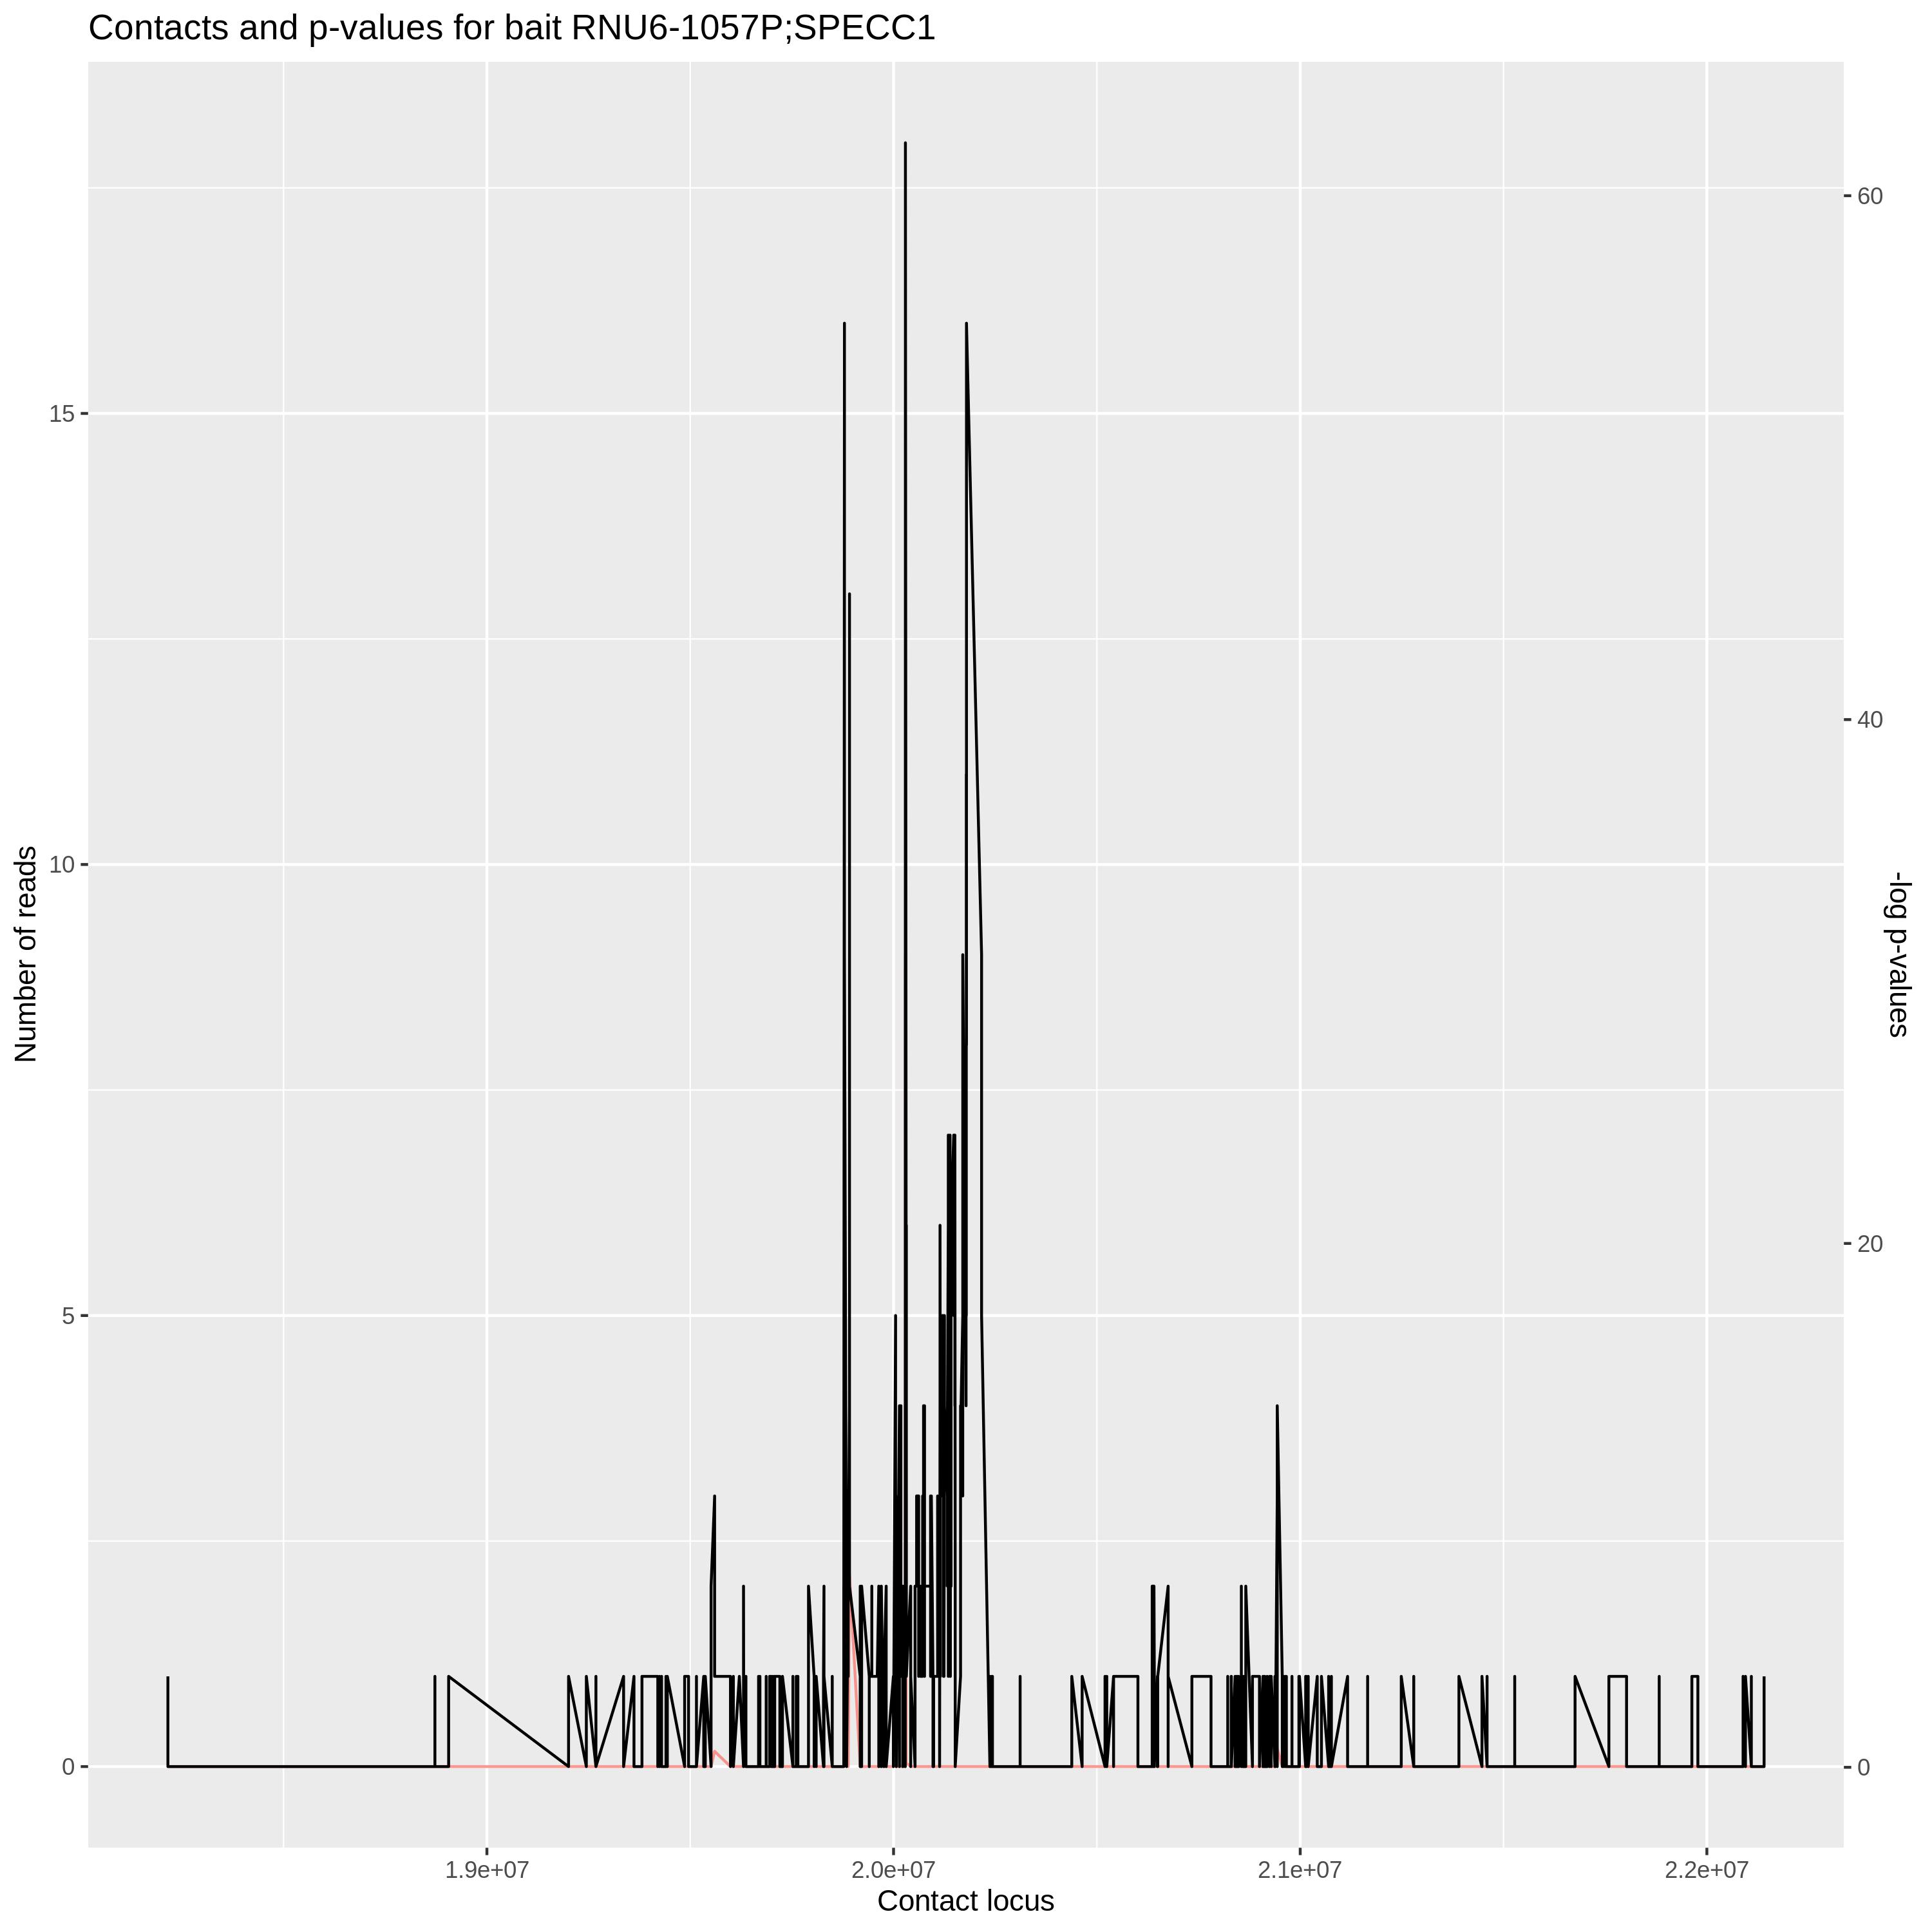 Contacts and p-values for bait RNU6-1057P;SPECC1
15
10
5
0
Number of reads
60
40
20
0
-log p-values
1.9e+07
2.0e+07
2.1e+07
2.2e+07
Contact locus